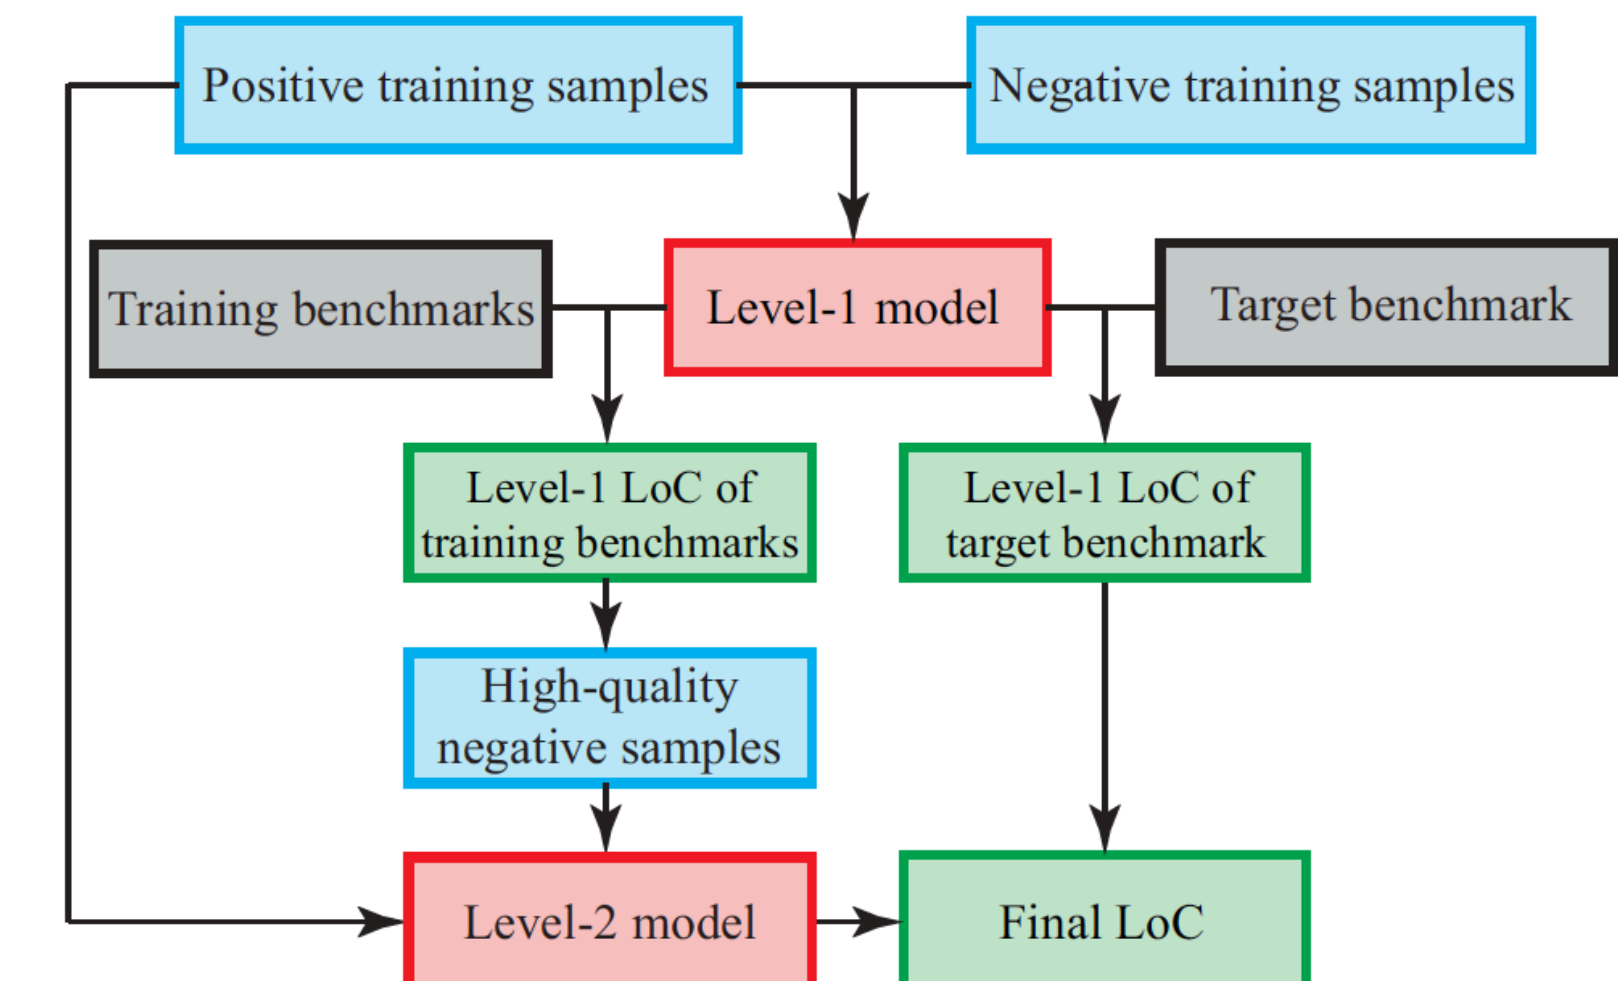 Positive training samples
Negative training samples
Training benchmarks
Level-1 model
Target benchmark
Level-1 LoC of
training benchmarks
Level-1 LoC of
target benchmark
High-quality
negative samples
Level-2 model
Final LoC